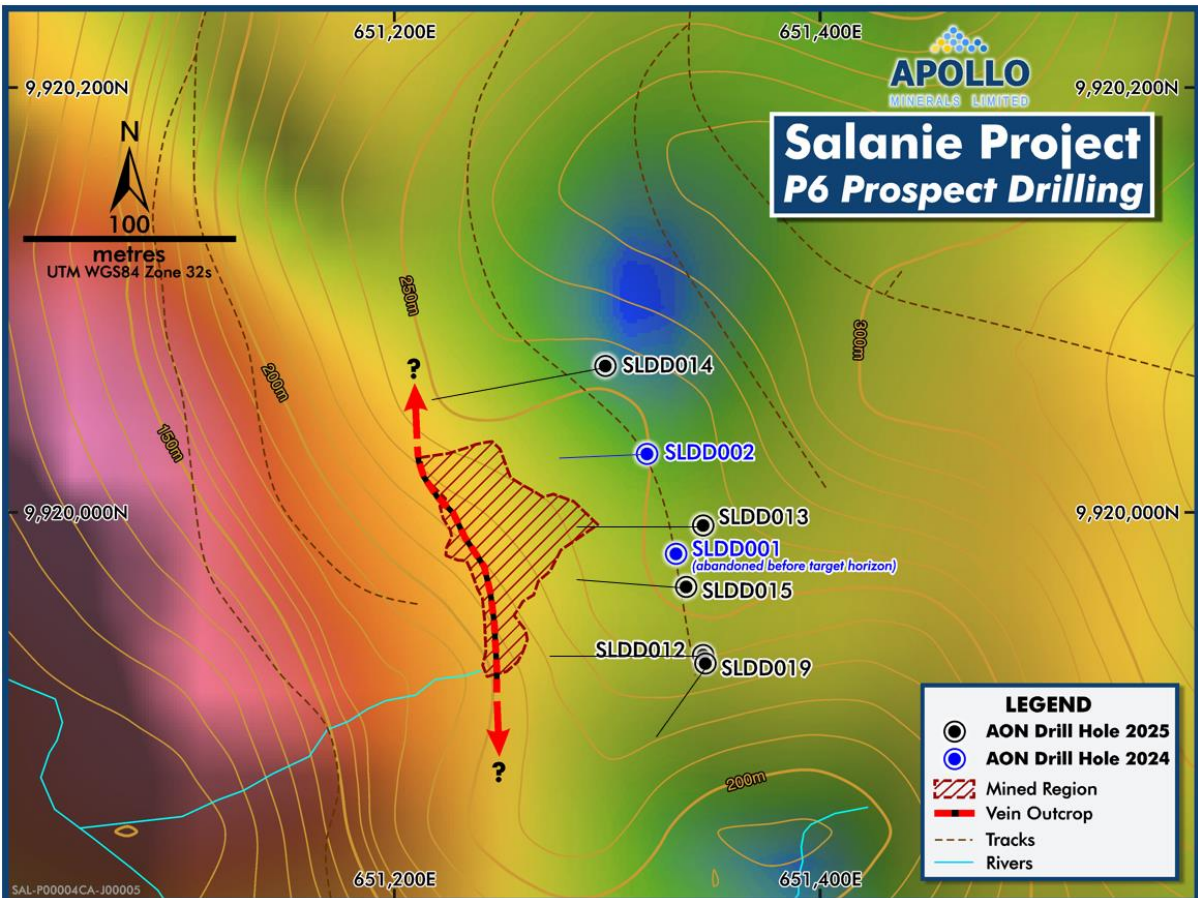 651,200E
651,400E
APOLLO
MINERALS LIMITED
9,920,200N
9,920,200N
Salanie Project
P6 Prospect Drilling
N
100
metres
UTM WGS84 Zone 32s
250m
300m
200m
150m
?
SLDD014
SLDD002
9,920,000N
SLDD013
9,920,000N
SLDD001
(abandoned before target horizon)
SLDD015
SLDD012
SLDD019
?
200m
LEGEND
AON Drill Hole 2025
AON Drill Hole 2024
Mined Region
Vein Outcrop
Tracks
Rivers
651,200E
651,400E
SAL-P00004CA-J00005